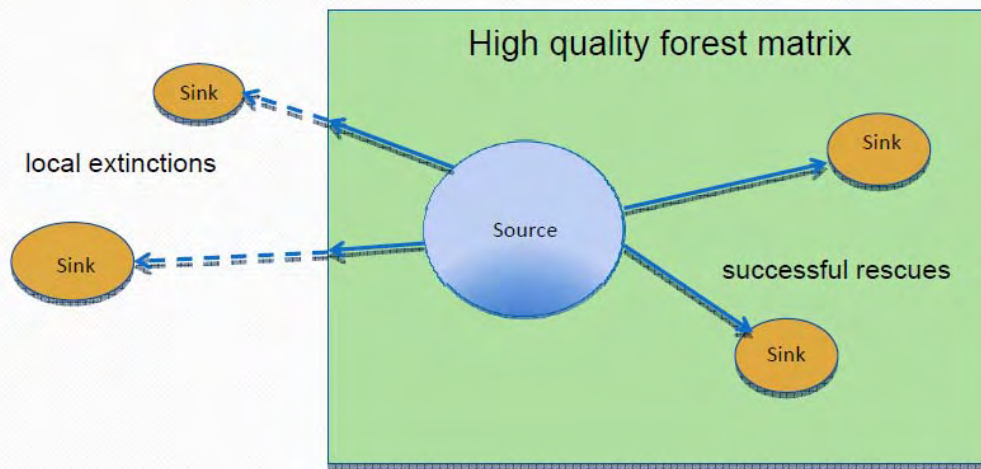 High quality forest matrix
Sink
Sink
local extinctions
Source
Sink
successful rescues
Sink